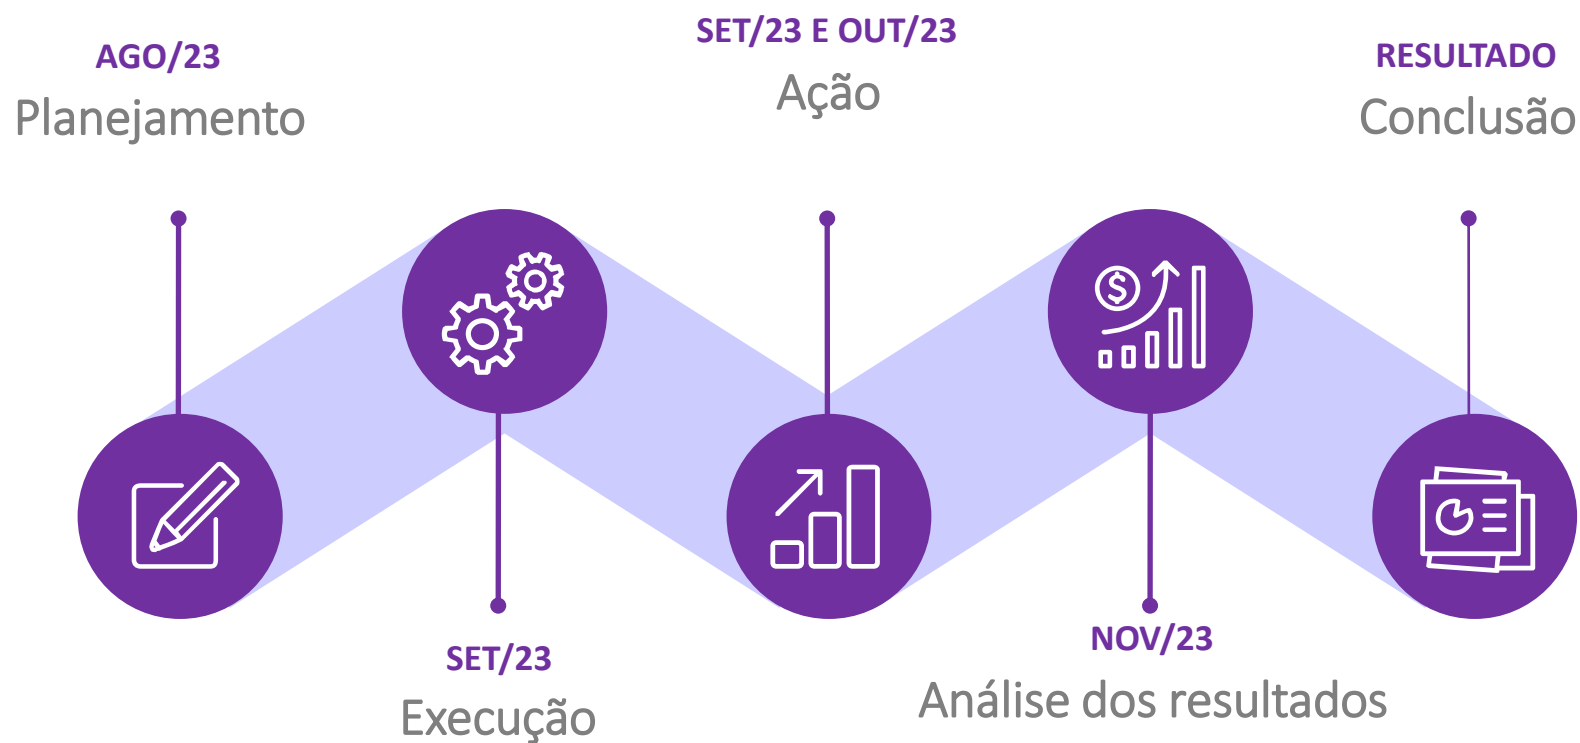 AGO/23
Planejamento
SET/23
Execução
SET/23 E OUT/23
Ação
NOV/23
Análise dos resultados
RESULTADO
Conclusão